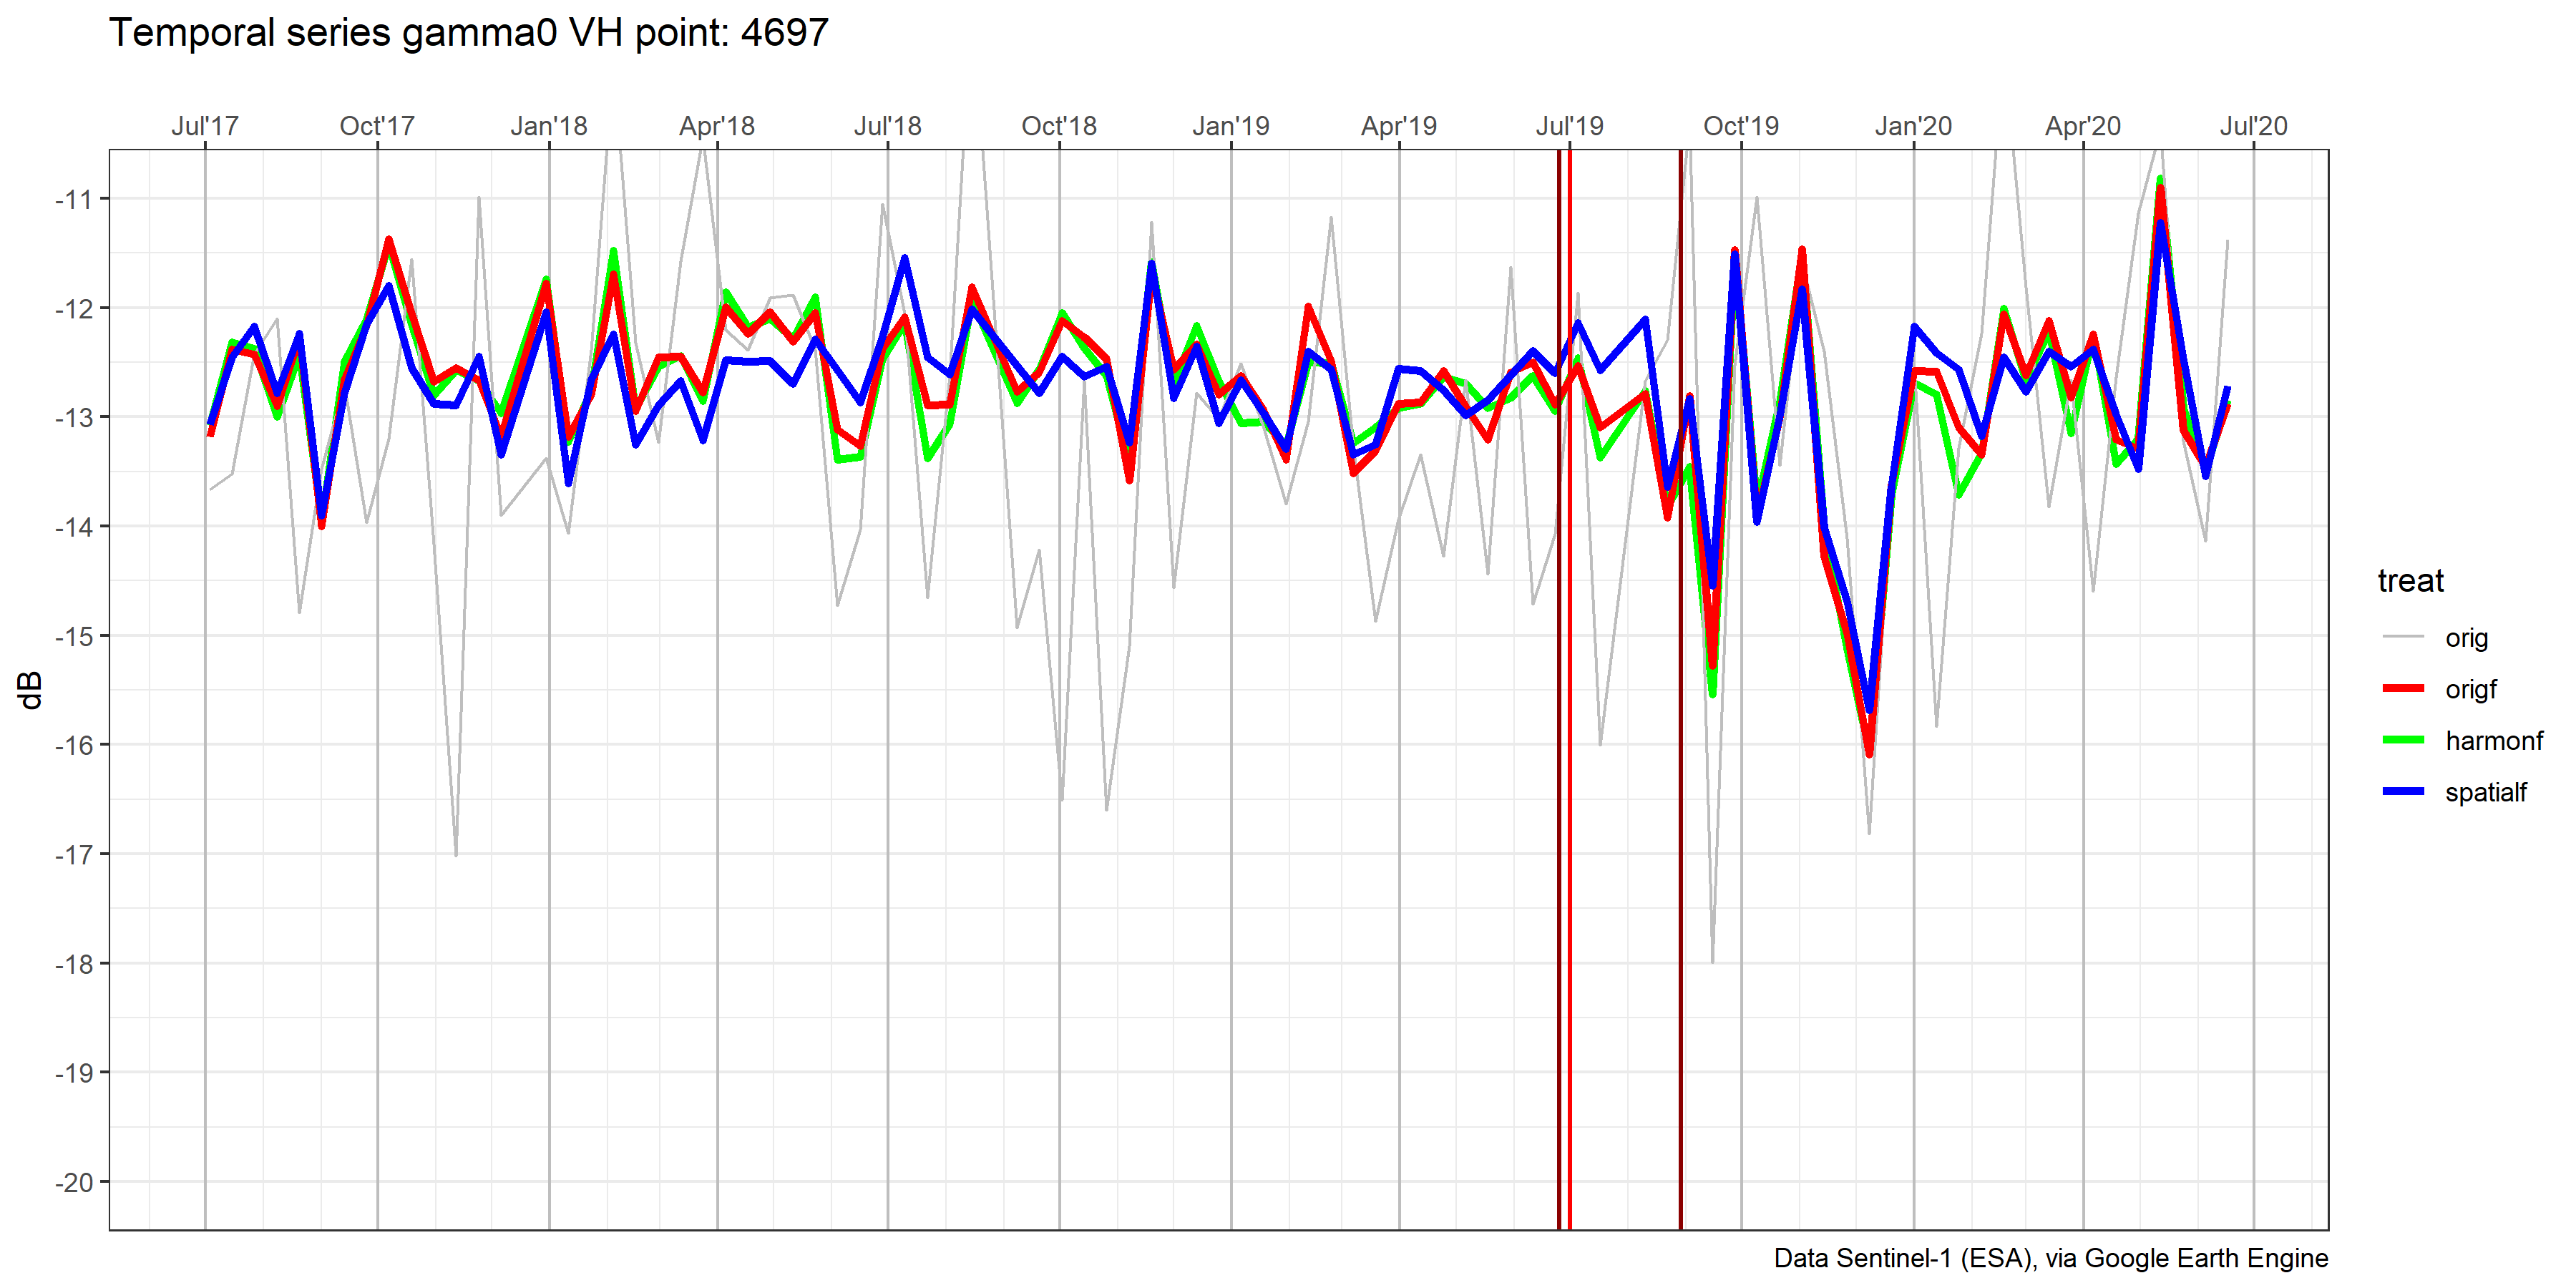 Temporal series gamma0 VH point: 4697
Jul'17 Oct'17 Jan'18 Apr'18 Jul'18 Oct'18 Jan'19 Apr'19 Jul'19 Oct'19 Jan'20 Apr'20 Jul'20
-11
-12
-13
-14
-15
-16
-17
-18
-19
-20
dB
treat
orig
origf
harmonf
spatialf
Data Sentinel-1 (ESA), via Google Earth Engine